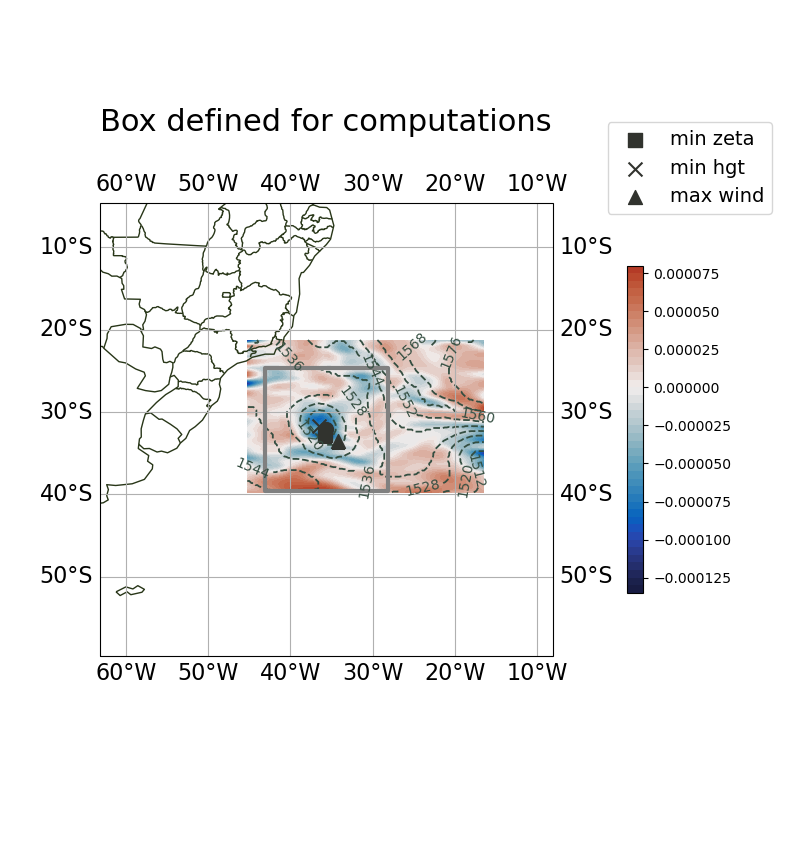 Box defined for computations
min zeta
min hgt
max wind
60°W 50°W 40°W 30°W 20°W 10°W
10°S 10°S
20°S 20°S
30°S 30°S
40°S 40°S
50°S 50°S
60°W 50°W 40°W 30°W 20°W 10°W
1536
1544
1568
1576
1528
1552
1560
1544
1536
1528
1520
1512
0.000075
0.000050
0.000025
0.000000
−0.000025
−0.000050
−0.000075
−0.000100
−0.000125